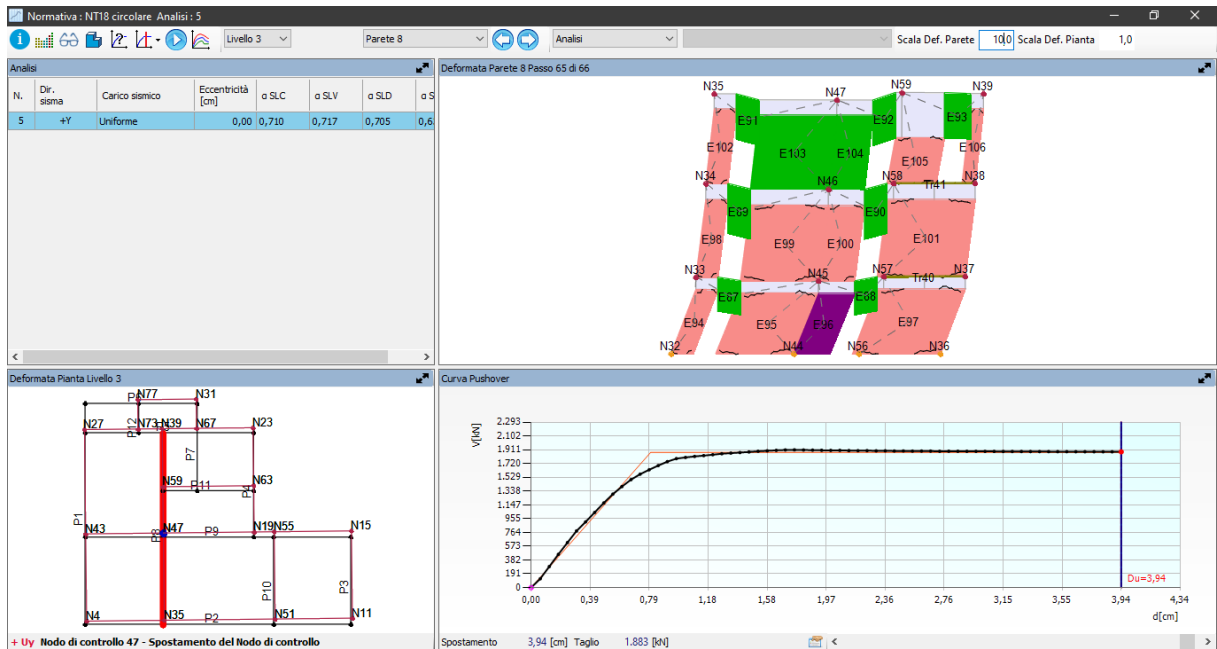 Normativa : NT18 circolare Analisi : 5
Livello 3 Parete 8 Analisi Scala Def. Parete 10,0 Scala Def. Pianta 1,0
Analisi
N. Dir. sisma Carico sismico Eccentricità [cm] α SLC α SLV α SLD α S
5 +Y Uniforme 0,00 0,710 0,717 0,705 0,6
Deformata Parete 8 Passo 65 di 66
N35 N47 N59 N39
E91 E92 E93
E102 E103 E104 E105 E106
N34 N46 N58 Tr41 N38
E69 E90
E98 E99 E100 E101
N33 N45 N57 Tr40 N37
E67 E88
E94 E95 E96 E97
N32 N44 N56 N36
Deformata Pianta Livello 3
N77 N31
N27 P12 N73 N39 N67 N23
P7
N59 P11 N63
P4
P1 N43 P8 N47 P9 N19 N55 N15
P10 P3
N4 N35 P2 N51 N11
+ Uy Nodo di controllo 47 - Spostamento del Nodo di controllo
Curva Pushover
V[kN]
2.293
2.102
1.911
1.720
1.529
1.338
1.147
955
764
573
382
191
0
Du=3,94
0,00 0,39 0,79 1,18 1,58 1,97 2,36 2,76 3,15 3,55 3,94 4,34
d[cm]
Spostamento 3,94 [cm] Taglio 1.883 [kN]